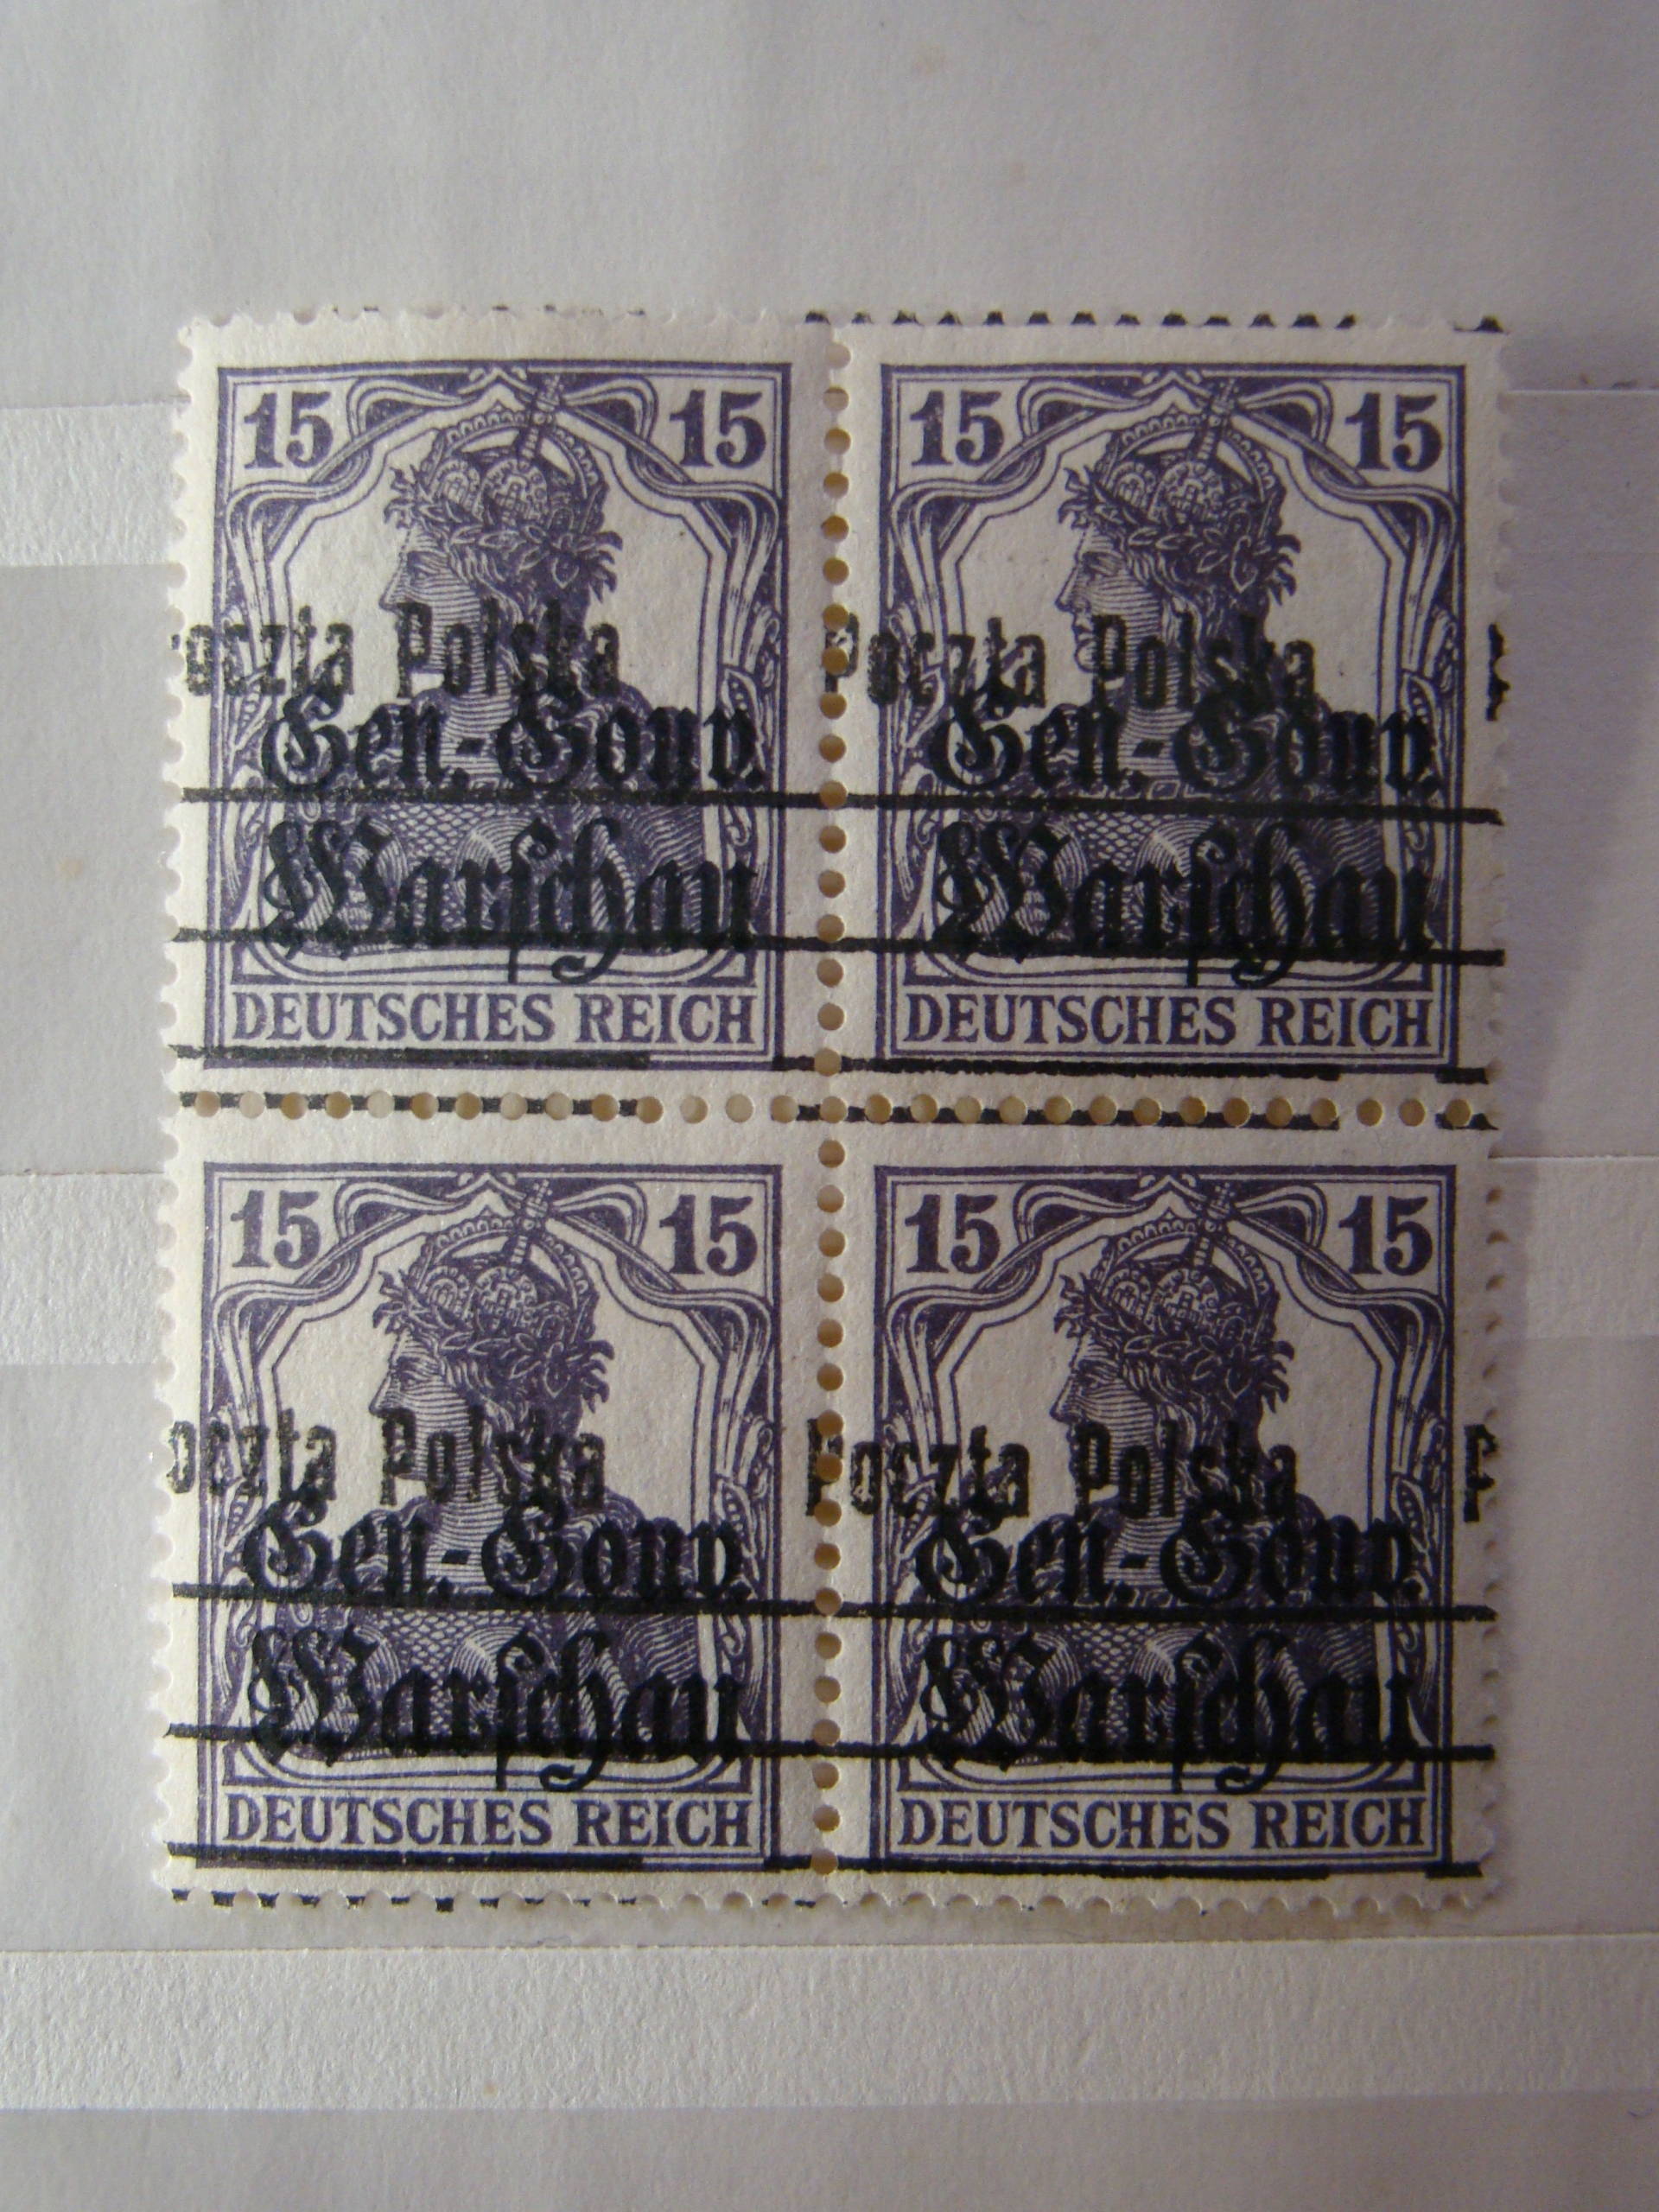 15 15 15 15
Poczta Polska Poczta Polska
Gen.-Gouv. Gen.-Gouv.
Warschau Warschau
DEUTSCHES REICH DEUTSCHES REICH
15 15 15 15
oczta Polska Poczta Polska P
Gen.-Gouv. Gen.-Gouv.
Warschau Warschau
DEUTSCHES REICH DEUTSCHES REICH